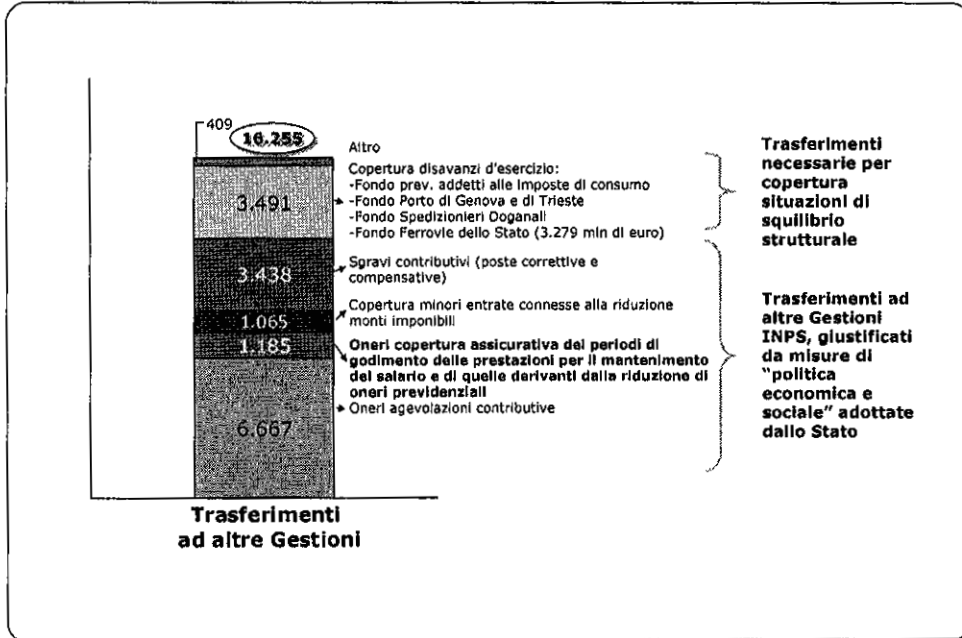 409
16.255
Altro
Copertura disavanzi d'esercizio:
-Fondo prev. addetti alle Imposte di consumo
-Fondo Porto di Genova e di Trieste
-Fondo Spedizionieri Doganali
-Fondo Ferrovie dello Stato (3.279 mln di euro)
3.491
Sgravi contributivi (poste correttive e
compensative)
3.438
Copertura minori entrate connesse alla riduzione
monti imponibili
1.065
Oneri copertura assicurativa dei periodi di
godimento delle prestazioni per il mantenimento
del salario e di quelle derivanti dalla riduzione di
oneri previdenziali
1.185
Oneri agevolazioni contributive
6.667
Trasferimenti
ad altre Gestioni
Trasferimenti
necessarie per
copertura
situazioni di
squilibrio
strutturale
Trasferimenti ad
altre Gestioni
INPS, giustificati
da misure di
"politica
economica e
sociale" adottate
dallo Stato